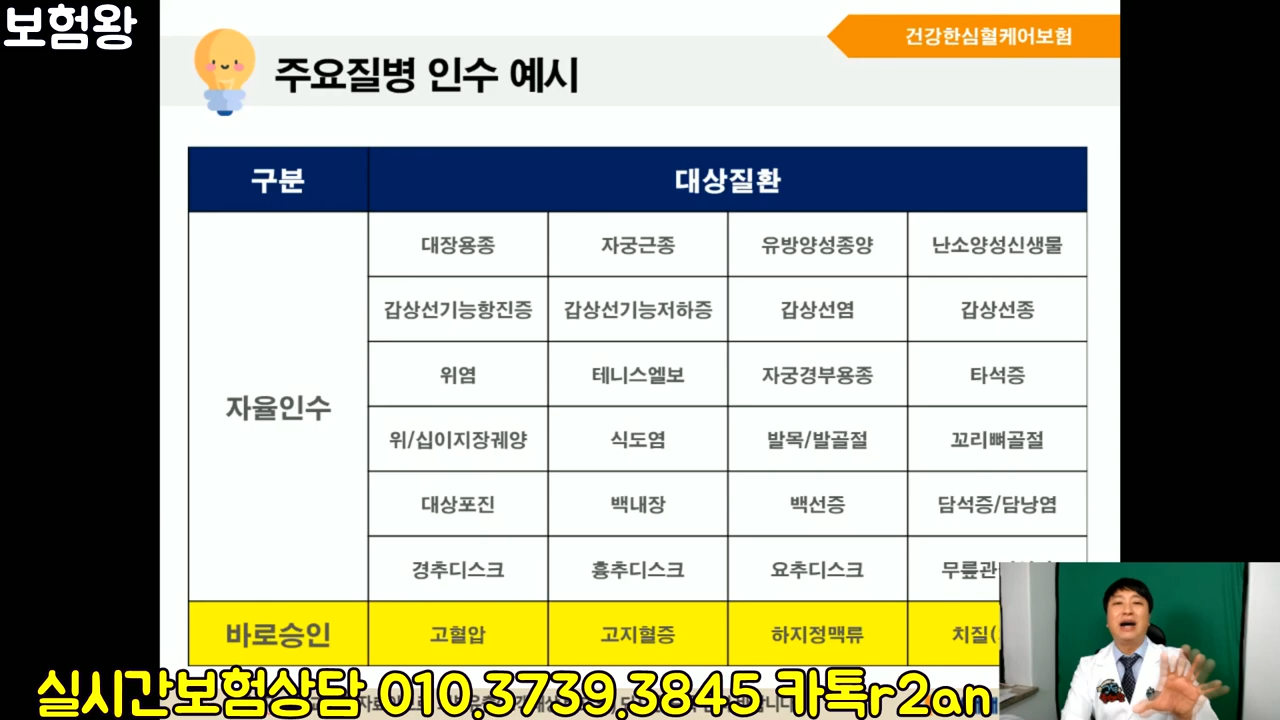 보험왕
건강한심혈케어보험
주요질병 인수 예시
구분 대상질환
대장용종 자궁근종 유방양성종양 난소양성신생물
갑상선기능항진증 갑상선기능저하증 갑상선염 갑상선종
위염 테니스엘보 자궁경부용종 타석증
자율인수
위/십이지장궤양 식도염 발목/발골절 꼬리뼈골절
대상포진 백내장 백선증 담석증/담낭염
경추디스크 흉추디스크 요추디스크
바로승인 고혈압 고지혈증 하지정맥류 치질(
실시간보험상담 010.3739.3845 카톡r2an